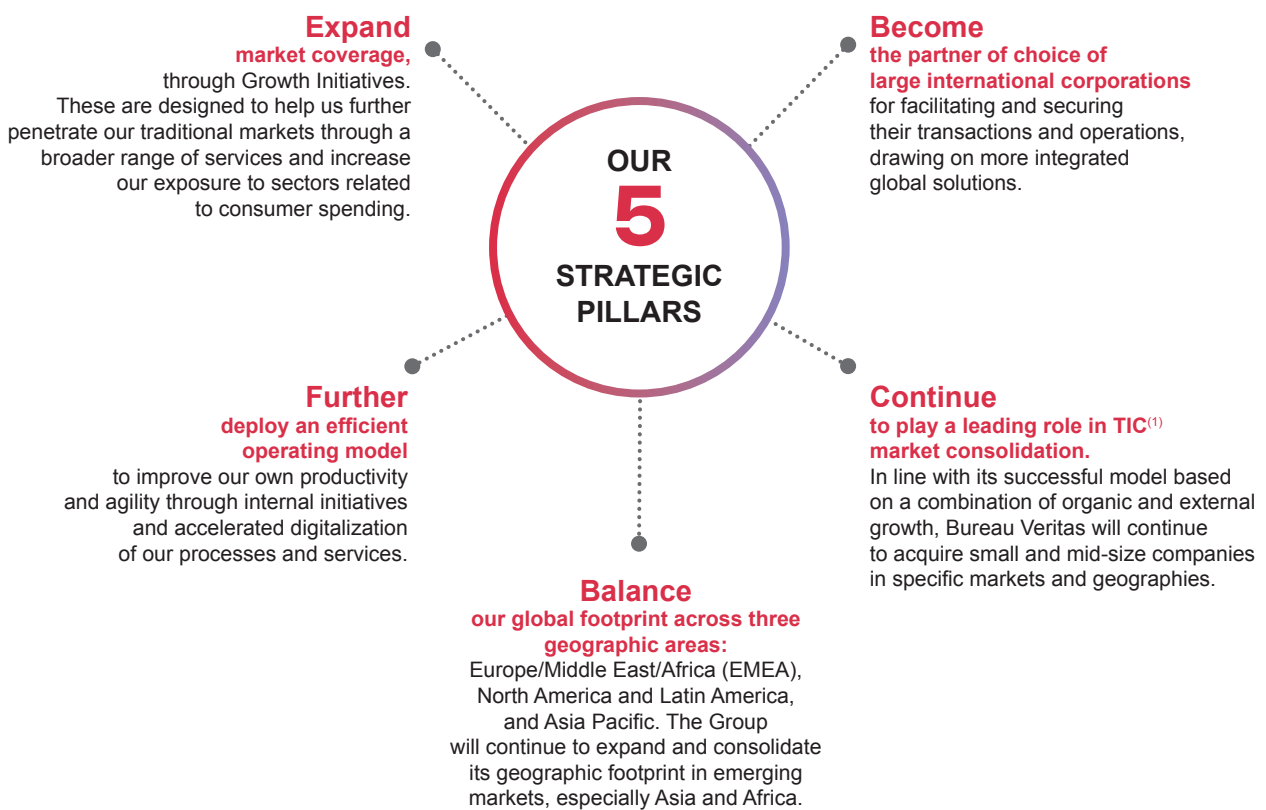 Expand
market coverage,
through Growth Initiatives.
These are designed to help us further
penetrate our traditional markets through a
broader range of services and increase
our exposure to sectors related
to consumer spending.
Become
the partner of choice of
large international corporations
for facilitating and securing
their transactions and operations,
drawing on more integrated
global solutions.
OUR
5
STRATEGIC
PILLARS
Further
deploy an efficient
operating model
to improve our own productivity
and agility through internal initiatives
and accelerated digitalization
of our processes and services.
Continue
to play a leading role in TIC(1)
market consolidation.
In line with its successful model based
on a combination of organic and external
growth, Bureau Veritas will continue
to acquire small and mid-size companies
in specific markets and geographies.
Balance
our global footprint across three
geographic areas:
Europe/Middle East/Africa (EMEA),
North America and Latin America,
and Asia Pacific. The Group
will continue to expand and consolidate
its geographic footprint in emerging
markets, especially Asia and Africa.